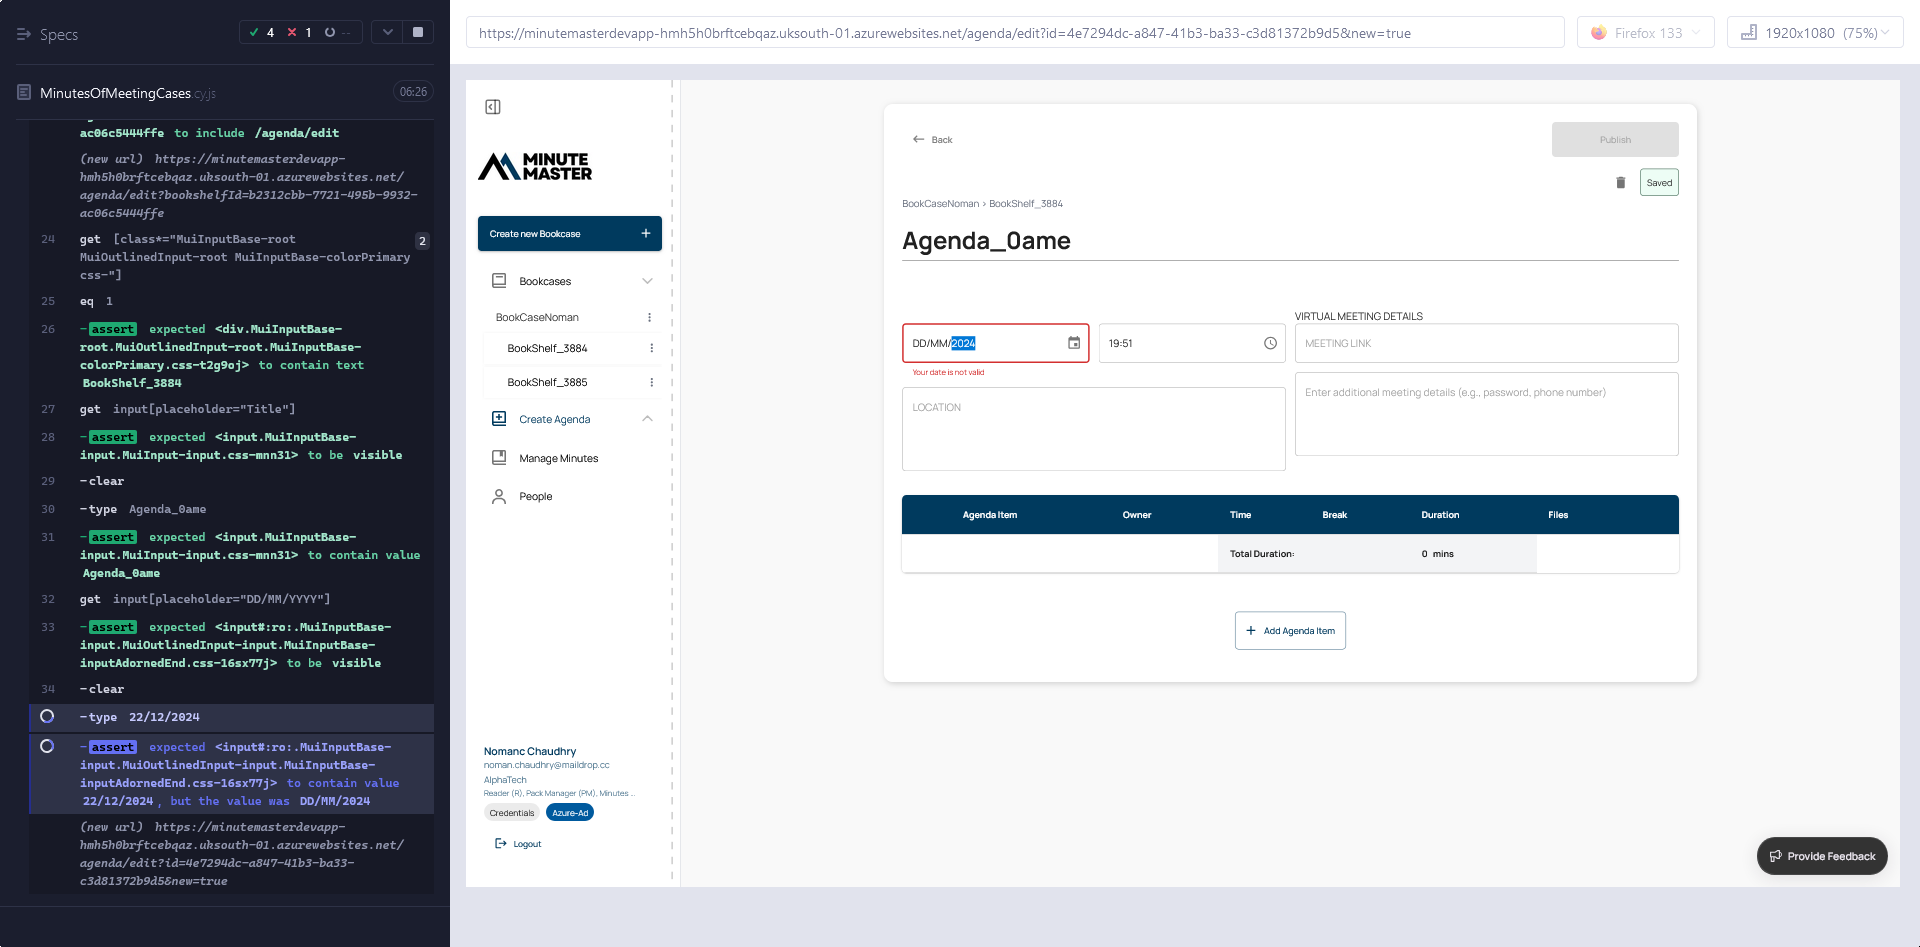 Specs
4 1 --
MinutesOfMeetingCases.cy.js 06:26
ac06c5444ffe to include /agenda/edit
(new url) https://minutemasterdevapp-
hmh5h0brftcebqaz.uksouth-01.azurewebsites.net/
agenda/edit?bookshelfId=b2312cbb-7721-495b-9932-
ac06c5444ffe
24 get [class*="MuiInputBase-root 2
MuiOutlinedInput-root MuiInputBase-colorPrimary
css-"]
25 eq 1
26 -assert expected <div.MuiInputBase-
root.MuiOutlinedInput-root.MuiInputBase-
colorPrimary.css-t2g9oj> to contain text
BookShelf_3884
27 get input[placeholder="Title"]
28 -assert expected <input.MuiInputBase-
input.MuiInput-input.css-mnn31> to be visible
29 -clear
30 -type Agenda_0ame
31 -assert expected <input.MuiInputBase-
input.MuiInput-input.css-mnn31> to contain value
Agenda_0ame
32 get input[placeholder="DD/MM/YYYY"]
33 -assert expected <input#:ro:.MuiInputBase-
input.MuiOutlinedInput-input.MuiInputBase-
inputAdornedEnd.css-16sx77j> to be visible
34 -clear
-type 22/12/2024
-assert expected <input#:ro:.MuiInputBase-
input.MuiOutlinedInput-input.MuiInputBase-
inputAdornedEnd.css-16sx77j> to contain value
22/12/2024, but the value was DD/MM/2024
(new url) https://minutemasterdevapp-
hmh5h0brftcebqaz.uksouth-01.azurewebsites.net/
agenda/edit?id=4e7294dc-a847-41b3-ba33-
c3d81372b9d5&new=true
https://minutemasterdevapp-hmh5h0brftcebqaz.uksouth-01.azurewebsites.net/agenda/edit?id=4e7294dc-a847-41b3-ba33-c3d81372b9d5&new=true
Firefox 133
1920x1080 (75%)
MINUTE
MASTER
Create new Bookcase +
Bookcases
BookCaseNoman
BookShelf_3884
BookShelf_3885
Create Agenda
Manage Minutes
People
Nomanc Chaudhry
noman.chaudhry@maildrop.cc
AlphaTech
Reader (R), Pack Manager (PM), Minutes ...
Credentials Azure-Ad
Logout
Back
Publish
Saved
BookCaseNoman > BookShelf_3884
Agenda_0ame
DD/MM/2024
Your date is not valid
19:51
LOCATION
VIRTUAL MEETING DETAILS
MEETING LINK
Enter additional meeting details (e.g., password, phone number)
Agenda Item Owner Time Break Duration Files
Total Duration: 0 mins
+ Add Agenda Item
Provide Feedback